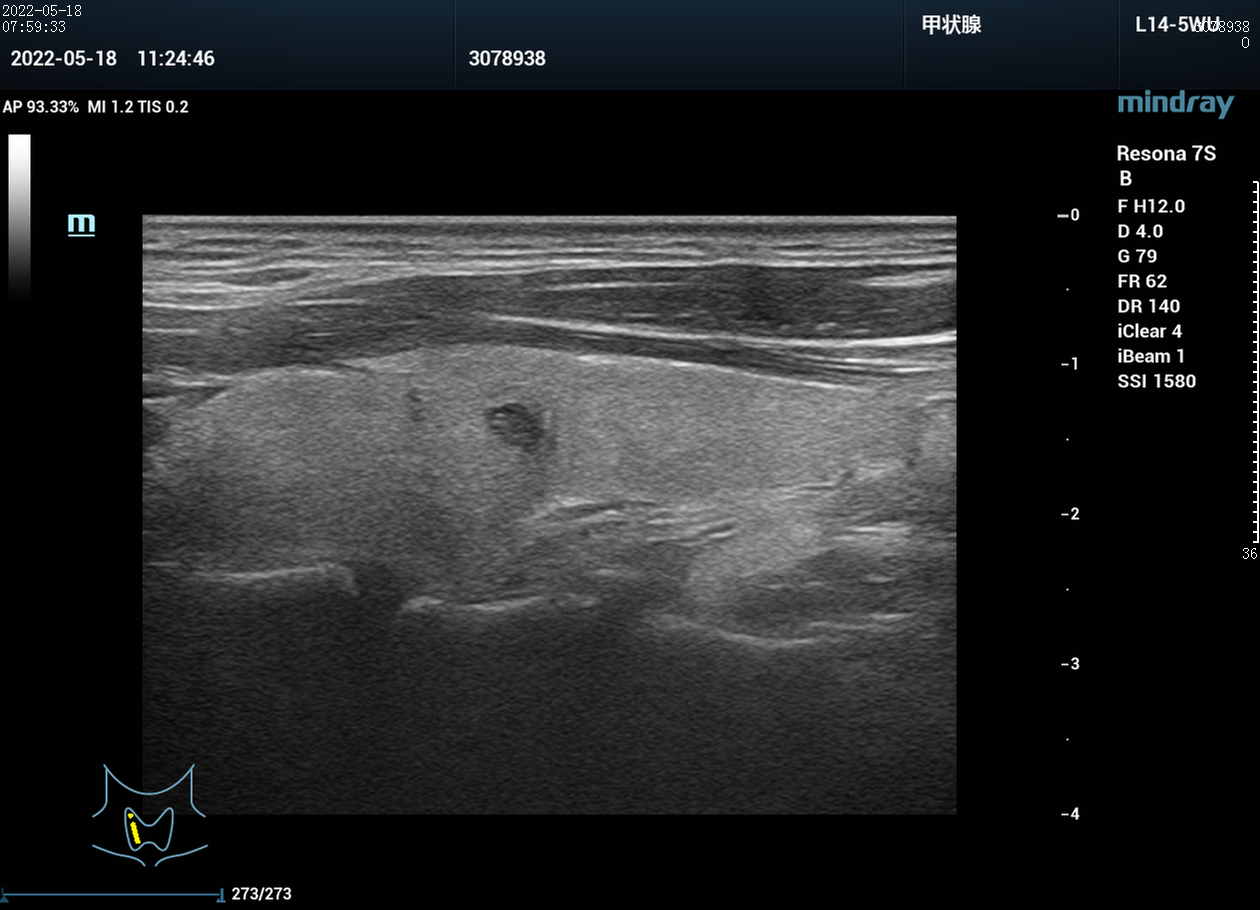 2022-05-18
07:59:33
2022-05-18 11:24:46
3078938
甲状腺
L14-5WU
3078938
0
AP 93.33% MI 1.2 TIS 0.2
mindray
Resona 7S
B
F H12.0
D 4.0
G 79
FR 62
DR 140
iClear 4
iBeam 1
SSI 1580
m
0
1
2
3
4
36
273/273